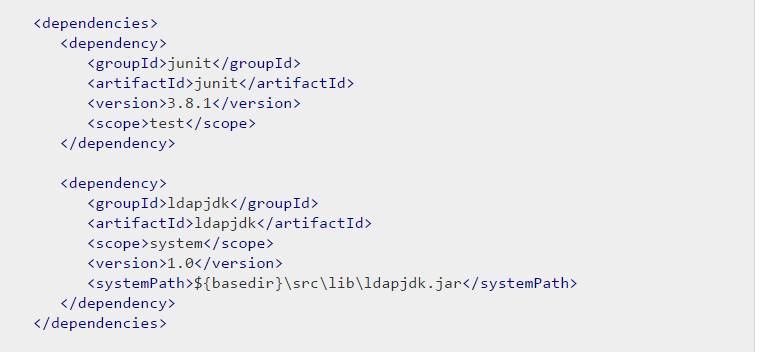 <dependencies>
<dependency>
<groupId>junit</groupId>
<artifactId>junit</artifactId>
<version>3.8.1</version>
<scope>test</scope>
</dependency>
<dependency>
<groupId>ldapjdk</groupId>
<artifactId>ldapjdk</artifactId>
<scope>system</scope>
<version>1.0</version>
<systemPath>${basedir}\src\lib\ldapjdk.jar</systemPath>
</dependency>
</dependencies>